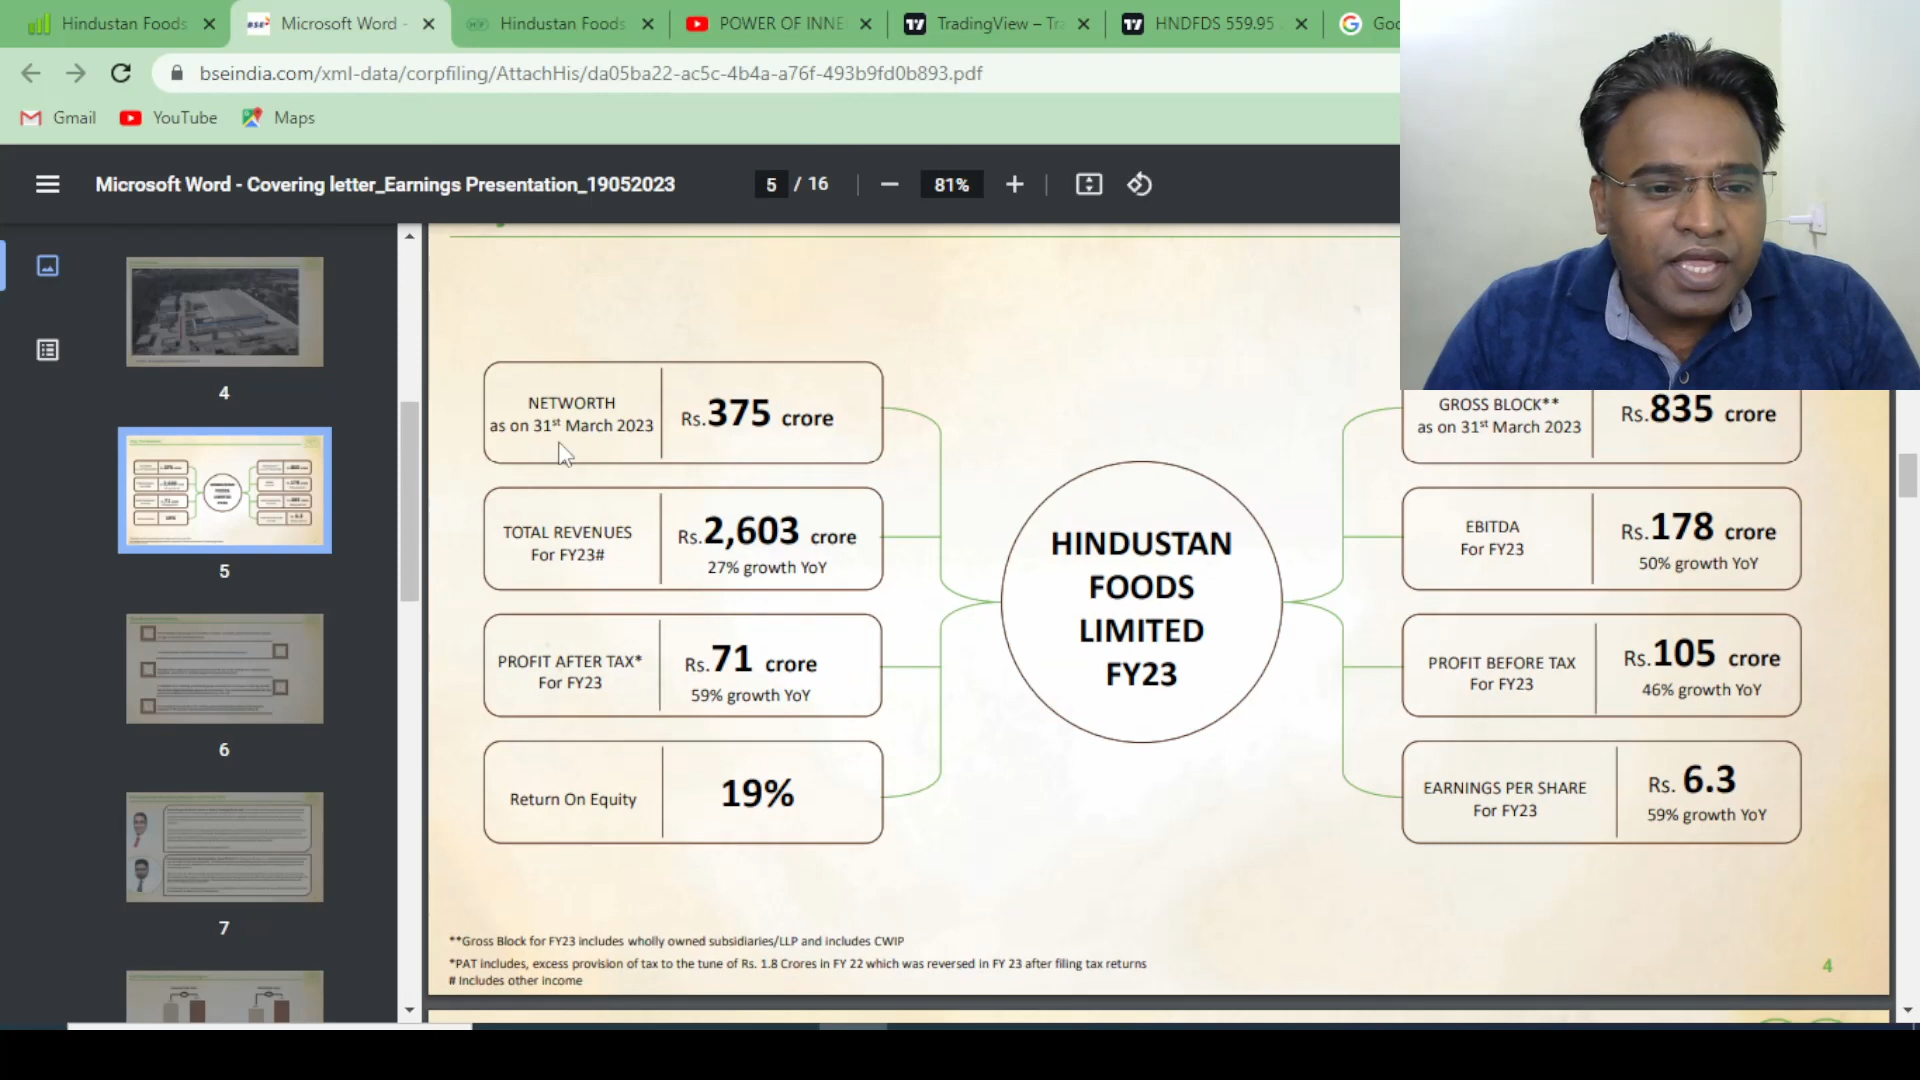 Hindustan Foods
Microsoft Word -
Hindustan Foods
POWER OF INNE
TradingView – Tra
HNDFDS 559.95
Goo
bseindia.com/xml-data/corpfiling/AttachHis/da05ba22-ac5c-4b4a-a76f-493b9fd0b893.pdf
Gmail
YouTube
Maps
Microsoft Word - Covering letter_Earnings Presentation_19052023
5 / 16
81%
4
5
6
7
NETWORTH
as on 31st March 2023
Rs.375 crore
TOTAL REVENUES
For FY23#
Rs.2,603 crore
27% growth YoY
PROFIT AFTER TAX*
For FY23
Rs.71 crore
59% growth YoY
Return On Equity
19%
HINDUSTAN
FOODS
LIMITED
FY23
GROSS BLOCK**
as on 31st March 2023
Rs.835 crore
EBITDA
For FY23
Rs.178 crore
50% growth YoY
PROFIT BEFORE TAX
For FY23
Rs.105 crore
46% growth YoY
EARNINGS PER SHARE
For FY23
Rs. 6.3
59% growth YoY
**Gross Block for FY23 includes wholly owned subsidiaries/LLP and includes CWIP
*PAT includes, excess provision of tax to the tune of Rs. 1.8 Crores in FY 22 which was reversed in FY 23 after filing tax returns
# Includes other income
4